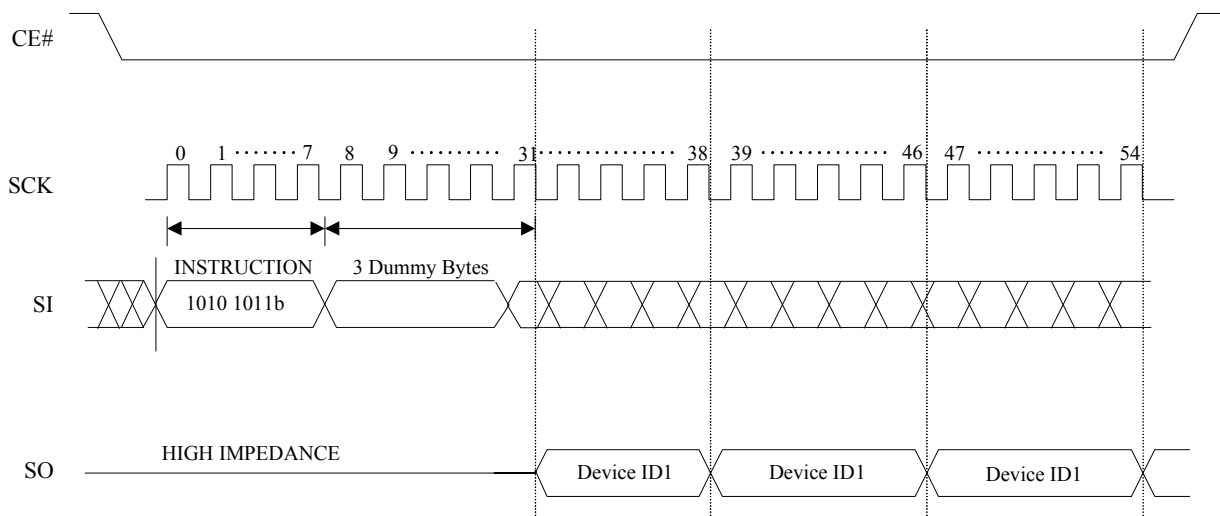 CE#
0 1 ······· 7 8 9 ·········· 31 ·············· 38 39 ············· 46 47 ············· 54
SCK
INSTRUCTION 3 Dummy Bytes
SI 1010 1011b
HIGH IMPEDANCE
SO Device ID1 Device ID1 Device ID1